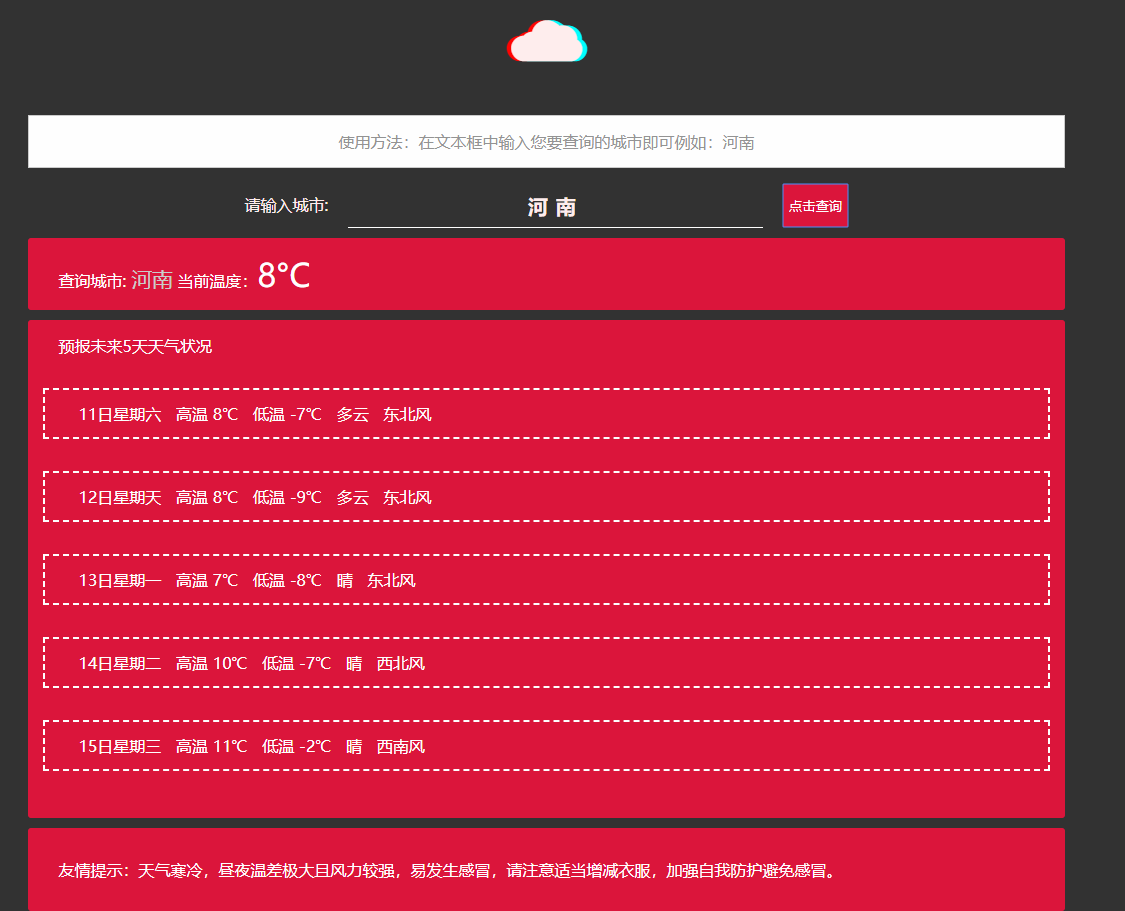 使用方法：在文本框中输入您要查询的城市即可例如：河南
请输入城市: 河 南 点击查询
查询城市: 河南 当前温度：8℃
预报未来5天天气状况
11日星期六 高温 8℃ 低温 -7℃ 多云 东北风
12日星期天 高温 8℃ 低温 -9℃ 多云 东北风
13日星期一 高温 7℃ 低温 -8℃ 晴 东北风
14日星期二 高温 10℃ 低温 -7℃ 晴 西北风
15日星期三 高温 11℃ 低温 -2℃ 晴 西南风
友情提示：天气寒冷，昼夜温差极大且风力较强，易发生感冒，请注意适当增减衣服，加强自我防护避免感冒。